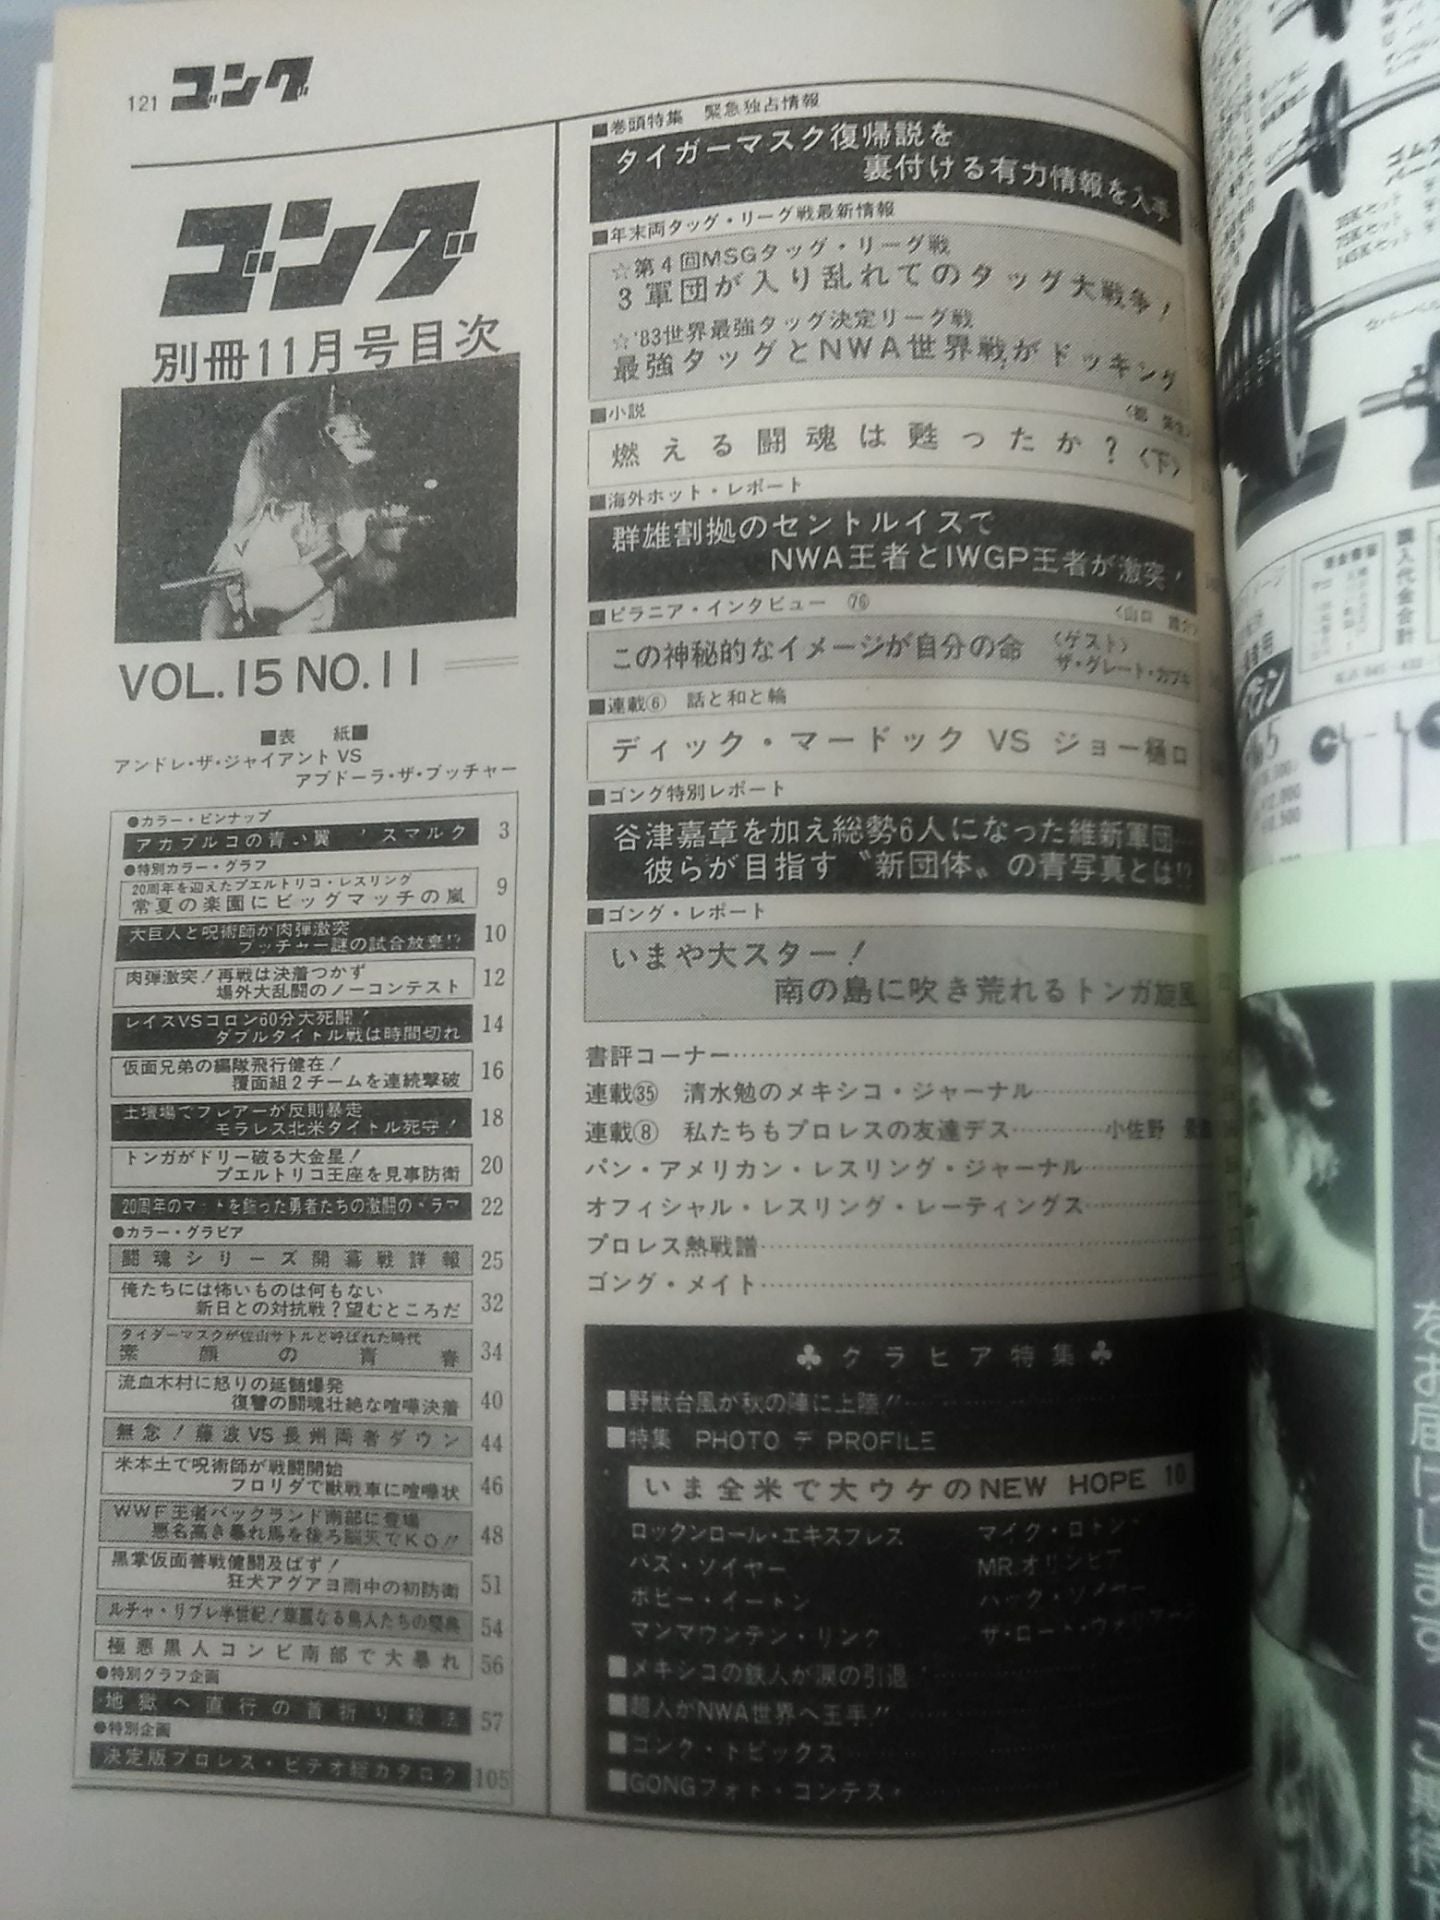 121 ゴング
ゴング
別冊11月号目次
VOL.15 NO.11
■表 紙■
アンドレ・ザ・ジャイアントVS
アブドーラ・ザ・ブッチャー
●カラー・ピンナップ
アカプルコの青い翼 スマルク 3
●特別カラー・グラフ
20周年を迎えたプエルトリコ・レスリング
常夏の楽園にビッグマッチの嵐 9
大巨人と呪術師が肉弾激突
ブッチャー謎の試合放棄!? 10
肉弾激突!再戦は決着つかず
場外大乱闘のノーコンテスト 12
レイスVSコロン60分大死闘!
ダブルタイトル戦は時間切れ 14
仮面兄弟の編隊飛行健在!
覆面組2チームを連続撃破 16
土壇場でフレアーが反則暴走
モラレス北米タイトル死守! 18
トンガがドリー破る大金星!
プエルトリコ王座を見事防衛 20
20周年のマットを飾った勇者たちの激闘のドラマ 22
●カラー・グラビア
闘魂シリーズ開幕戦詳報 25
俺たちには怖いものは何もない
新日との対抗戦?望むところだ 32
タイガーマスクが佐山サトルと呼ばれた時代
素顔の青春 34
流血木村に怒りの延髄爆発
復讐の闘魂壮絶な喧嘩決着 40
無念!藤波VS長州両者ダウン 44
米本土で呪術師が戦闘開始
フロリダで獣戦車に喧嘩状 46
WWF王者バックランド南部に登場
悪名高き暴れ馬を後ろ脳天でKO!! 48
黒掌仮面善戦健闘及ばず!
狂犬アグアヨ雨中の初防衛 51
ルチャ・リブレ半世紀!華麗なる鳥人たちの祭典 54
極悪黒人コンビ南部で大暴れ 56
●特別グラフ企画
地獄へ直行の首折り殺法 57
●特別企画
決定版プロレス・ビデオ総カタログ 105
■巻頭特集 緊急独占情報
タイガーマスク復帰説を
裏付ける有力情報を入手
■年末両タッグ・リーグ戦最新情報
☆第4回MSGタッグ・リーグ戦
3軍団が入り乱れてのタッグ大戦争!
☆'83世界最強タッグ決定リーグ戦
最強タッグとNWA世界戦がドッキング
■小説
燃える闘魂は甦ったか?〈下〉
■海外ホット・レポート
群雄割拠のセントルイスで
NWA王者とIWGP王者が激突!
■ピラニア・インタビュー ㊻
この神秘的なイメージが自分の命 〈ゲスト〉
ザ・グレート・カブキ
■連載⑥ 話と和と輪
ディック・マードック VS ジョー樋口
■ゴング特別レポート
谷津嘉章を加え総勢6人になった維新軍団…
彼らが目指す〝新団体〟の青写真とは!?
■ゴング・レポート
いまや大スター!
南の島に吹き荒れるトンガ旋風
書評コーナー
連載㉟ 清水勉のメキシコ・ジャーナル
連載⑧ 私たちもプロレスの友達デス 小佐野
パン・アメリカン・レスリング・ジャーナル
オフィシャル・レスリング・レーティングス
プロレス熱戦譜
ゴング・メイト
♣グラビア特集♣
■野獣台風が秋の陣に上陸!!
■特集 PHOTO デ PROFILE
いま全米で大ウケのNEW HOPE 10
ロックンロール・エキスプレス マイク・ロトンド
バズ・ソイヤー MR.オリンピア
ボビー・イートン ハック・ソイヤー
マンマウンテン・リンク ザ・ロード・ウォリアーズ
■メキシコの鉄人が涙の引退
■超人がNWA世界へ王手!!
■ゴング・トピックス
■GONGフォト・コンテスト
ゴム
35Kセット
75Kセット
145Kセット
購入代金合計
をお届けします